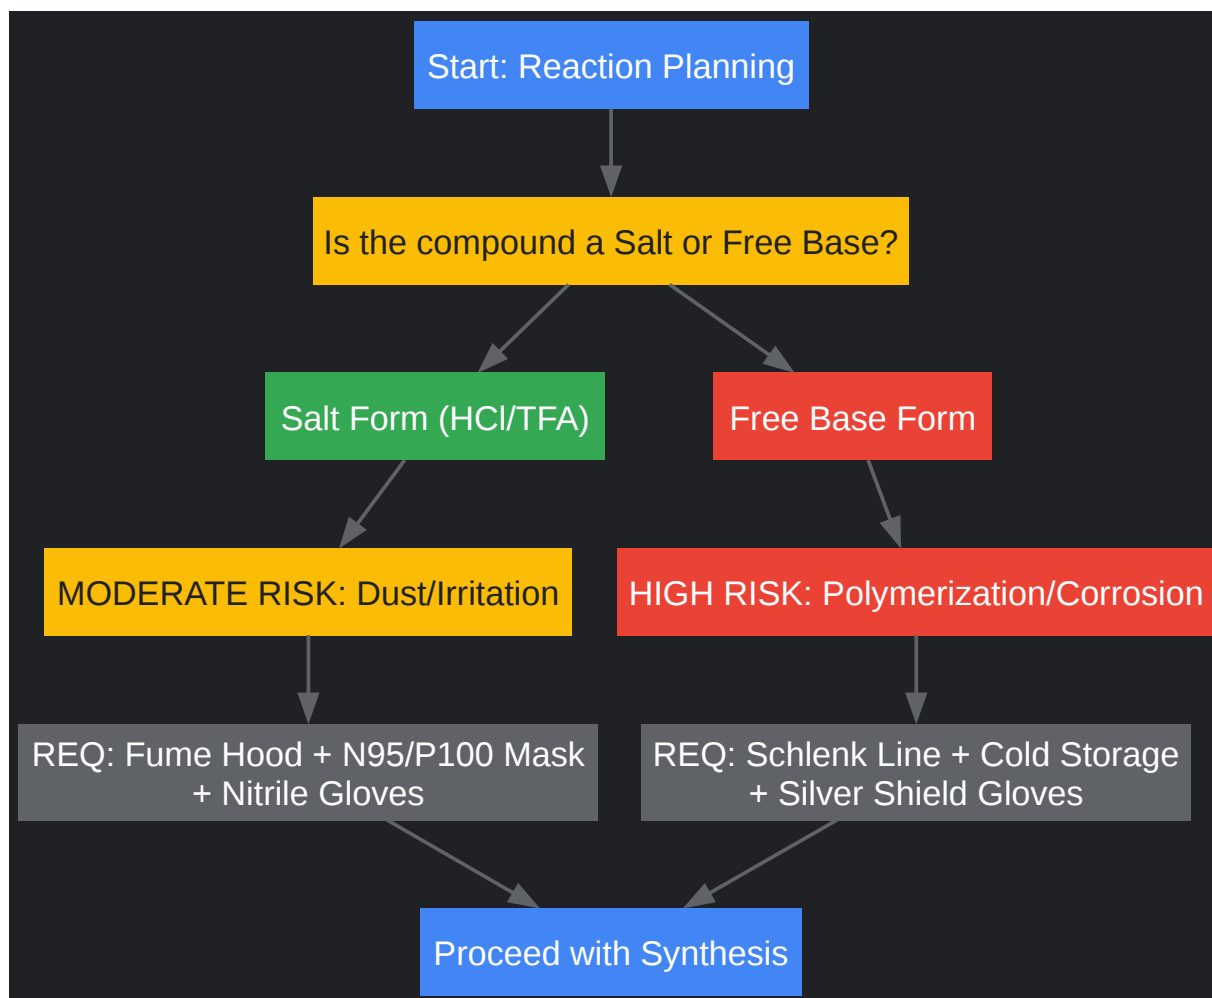 Start: Reaction Planning
Is the compound a Salt or Free Base?
Salt Form (HCl/TFA)
Free Base Form
MODERATE RISK: Dust/Irritation
HIGH RISK: Polymerization/Corrosion
REQ: Fume Hood + N95/P100 Mask
+ Nitrile Gloves
REQ: Schlenk Line + Cold Storage
+ Silver Shield Gloves
Proceed with Synthesis